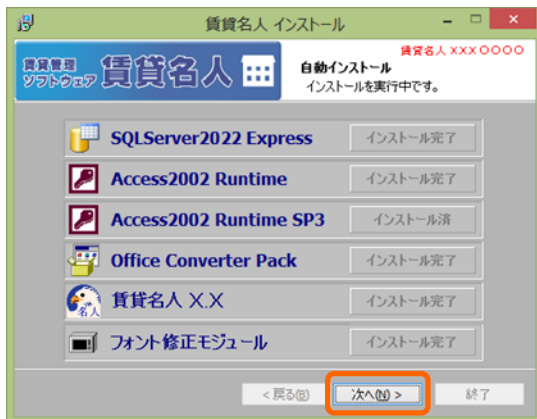 賃貸名人 インストール
賃貸管理
ソフトウェア
賃貸名人
賃貸名人 XXXOOOO
自動インストール
インストールを実行中です。
SQLServer2022 Express
インストール完了
Access2002 Runtime
インストール完了
Access2002 Runtime SP3
インストール済
Office Converter Pack
インストール完了
名人
賃貸名人 X.X
インストール完了
フォント修正モジュール
インストール完了
< 戻る(B)
次へ(N) >
終了